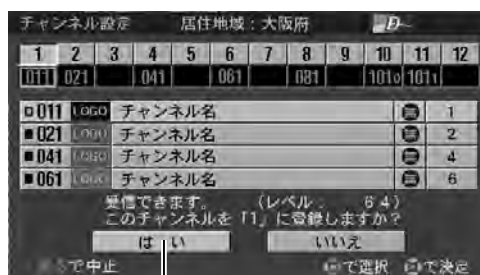 チャンネル設定 居住地域：大阪府
1 2 3 4 5 6 7 8 9 10 11 12
011 021 041 061 081 1010 1011
011 LOGO チャンネル名 1
021 LOGO チャンネル名 2
041 LOGO チャンネル名 4
061 LOGO チャンネル名 6
受信できます。 （レベル： 64）
このチャンネルを「1」に登録しますか？
はい いいえ
で中止 で選択 で決定